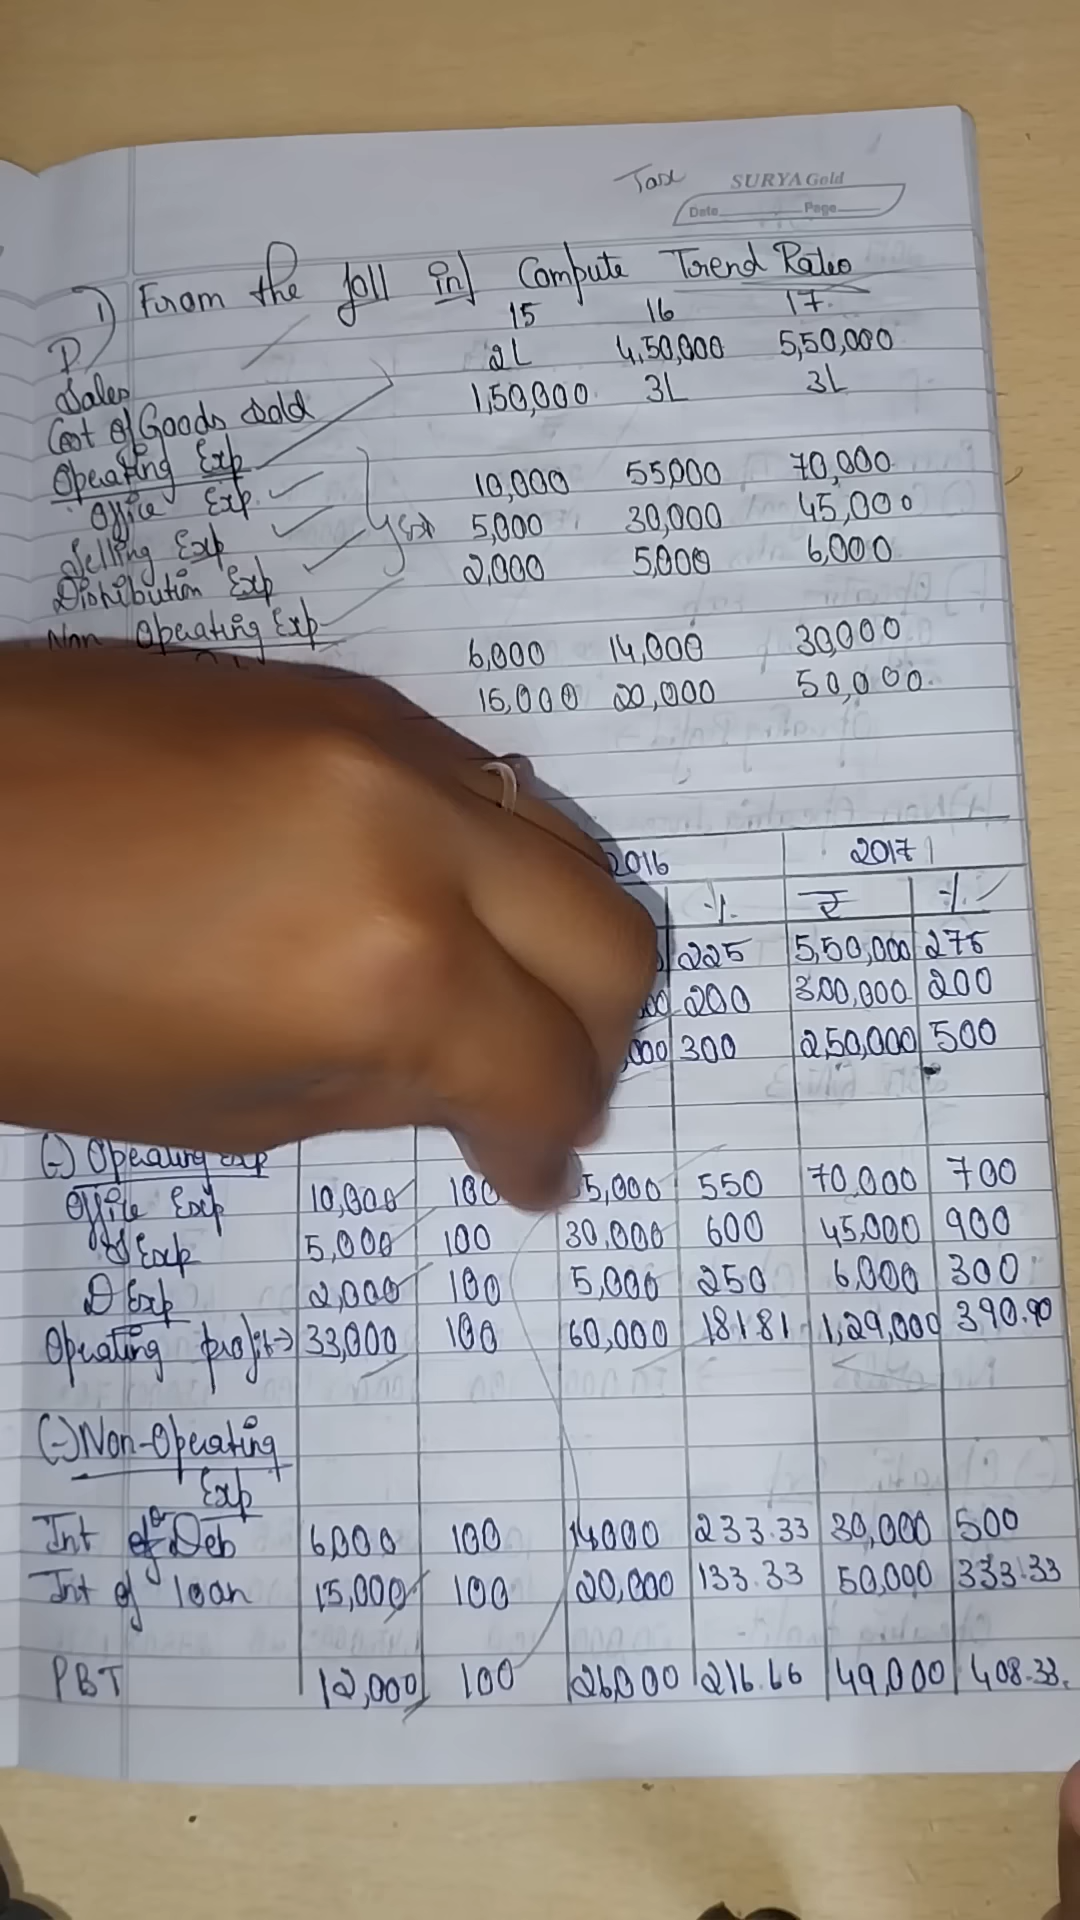 Tax
SURYA Gold
Date Page
1) From the foll inf Compute Trend Ratio
P 15 16 17
Sales 2L 4,50,000 5,50,000
Cost of Goods Sold 1,50,000 3L 3L
Operating Exp
Office Exp 10,000 55,000 70,000
Selling Exp 5,000 30,000 45,000
Distribution Exp 2,000 5,000 6,000
Non Operating Exp
6,000 14,000 30,000
15,000 20,000 50,000
2016 2017
% ₹ %
225 5,50,000 275
200 300,000 200
300 2,50,000 500
(-) Operating Exp
Office Exp 10,000 100 5,000 550 70,000 700
S Exp 5,000 100 30,000 600 45,000 900
D Exp 2,000 100 5,000 250 6,000 300
Operating profit→ 33,000 100 60,000 181.81 1,29,000 390.90
(-) Non-Operating
Exp
Int of Deb 6,000 100 14000 233.33 30,000 500
Int of loan 15,000 100 20,000 133.33 50,000 333.33
PBT 12,000 100 26,000 216.66 49,000 408.33